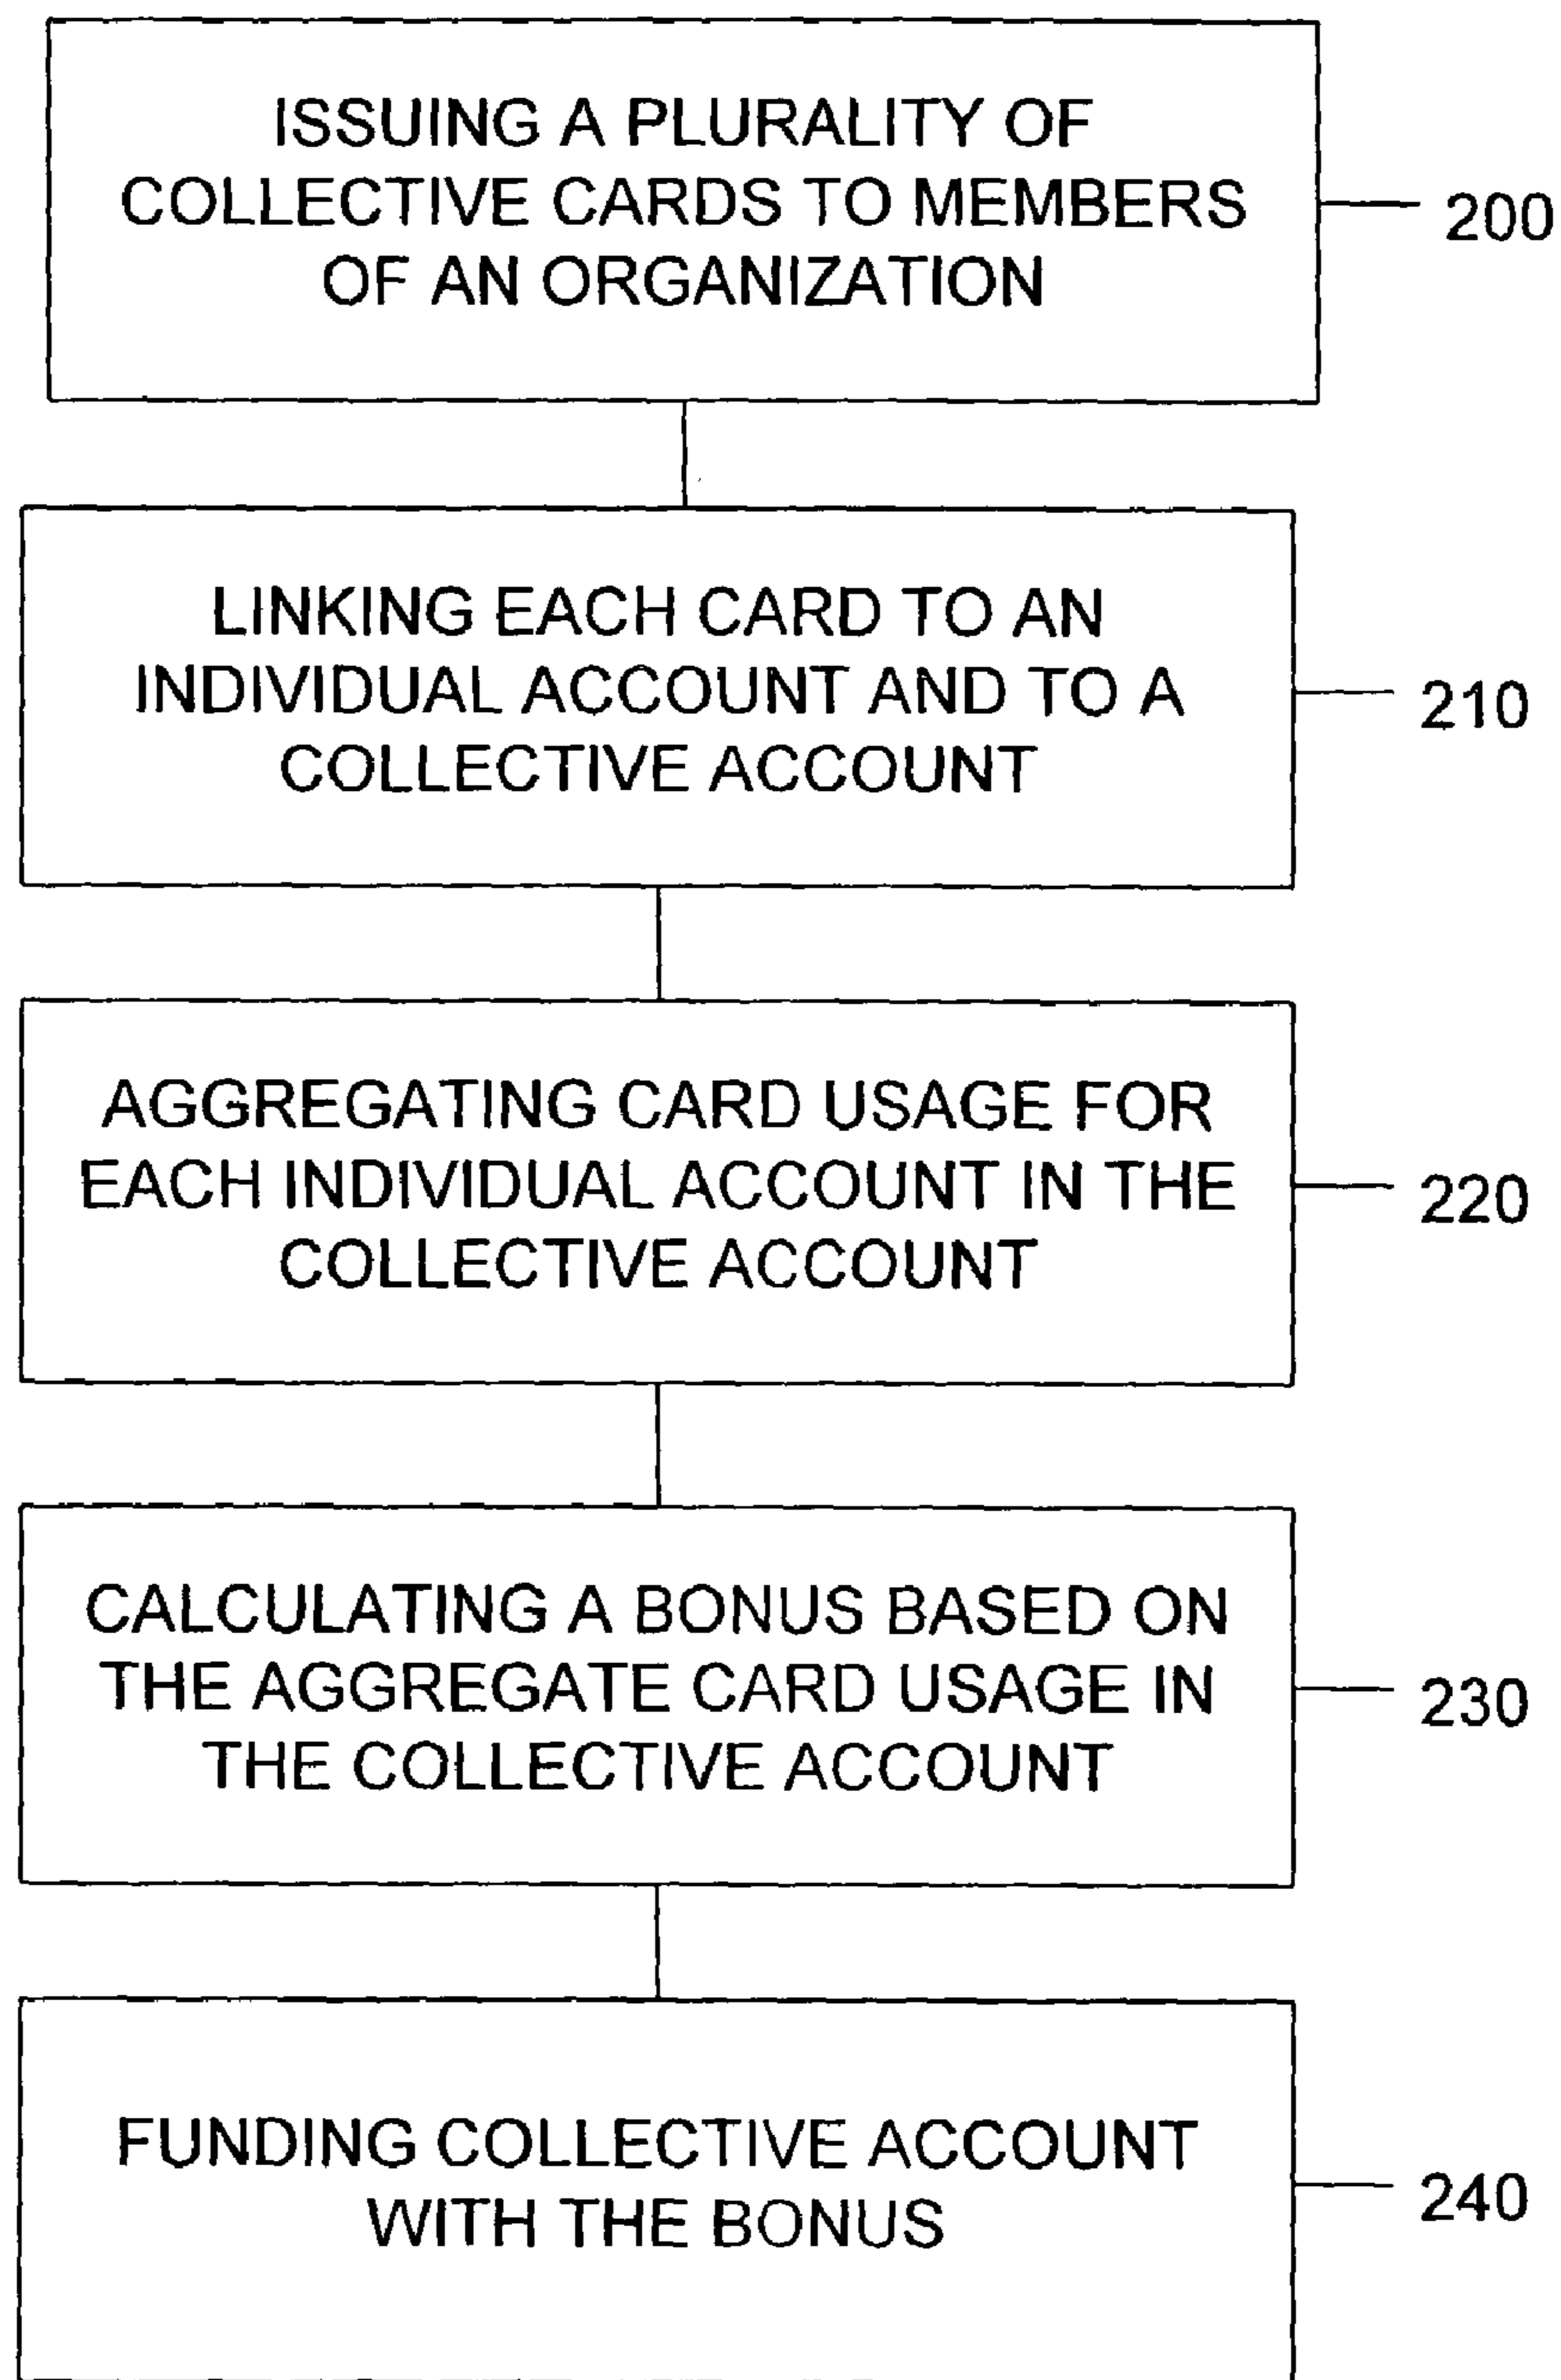 ISSUING A PLURALITY OF
COLLECTIVE CARDS TO MEMBERS
OF AN ORGANIZATION
200
LINKING EACH CARD TO AN
INDIVIDUAL ACCOUNT AND TO A
COLLECTIVE ACCOUNT
210
AGGREGATING CARD USAGE FOR
EACH INDIVIDUAL ACCOUNT IN THE
COLLECTIVE ACCOUNT
220
CALCULATING A BONUS BASED ON
THE AGGREGATE CARD USAGE IN
THE COLLECTIVE ACCOUNT
230
FUNDING COLLECTIVE ACCOUNT
WITH THE BONUS
240